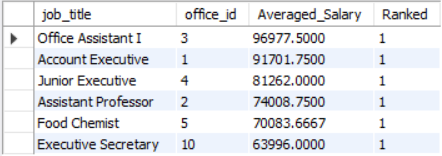 job_title office_id Averaged_Salary Ranked
Office Assistant I 3 96977.5000 1
Account Executive 1 91701.7500 1
Junior Executive 4 81262.0000 1
Assistant Professor 2 74008.7500 1
Food Chemist 5 70083.6667 1
Executive Secretary 10 63996.0000 1